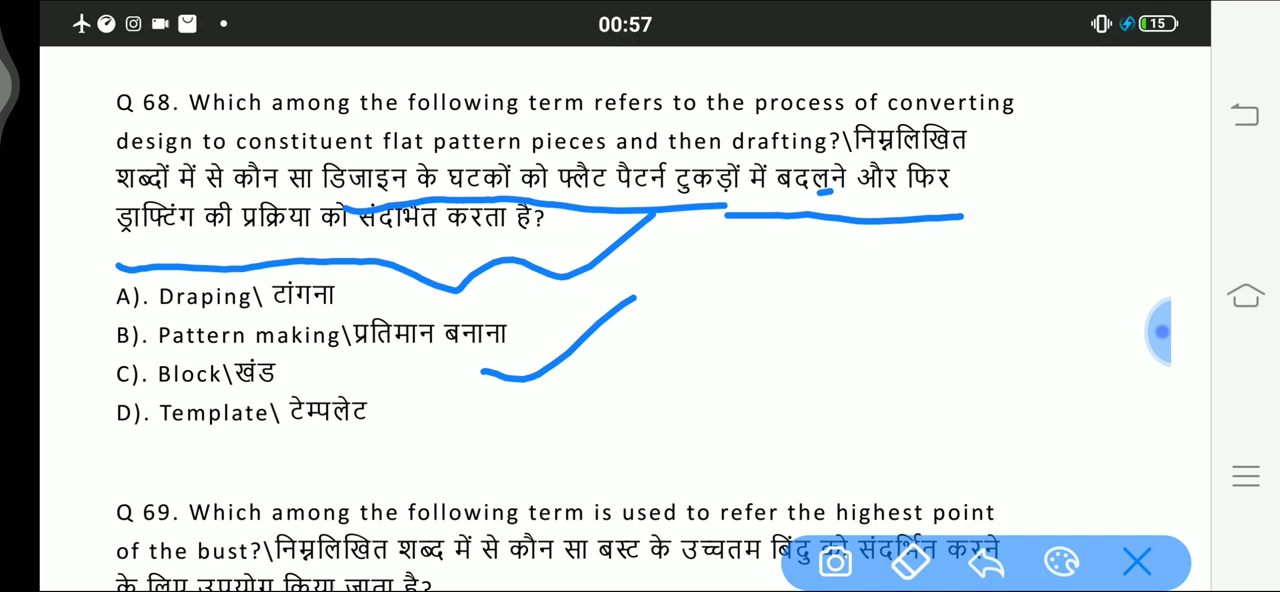 00:57
15
Q 68. Which among the following term refers to the process of converting
design to constituent flat pattern pieces and then drafting?\निम्नलिखित
शब्दों में से कौन सा डिजाइन के घटकों को फ्लैट पैटर्न टुकड़ों में बदलने और फिर
ड्राफ्टिंग की प्रक्रिया को संदर्भित करता है?
A). Draping\ टांगना
B). Pattern making\प्रतिमान बनाना
C). Block\खंड
D). Template\ टेम्पलेट
Q 69. Which among the following term is used to refer the highest point
of the bust?\निम्नलिखित शब्द में से कौन सा बस्ट के उच्चतम बिंदु को संदर्भित करने
के लिए उपयोग किया जाता है?